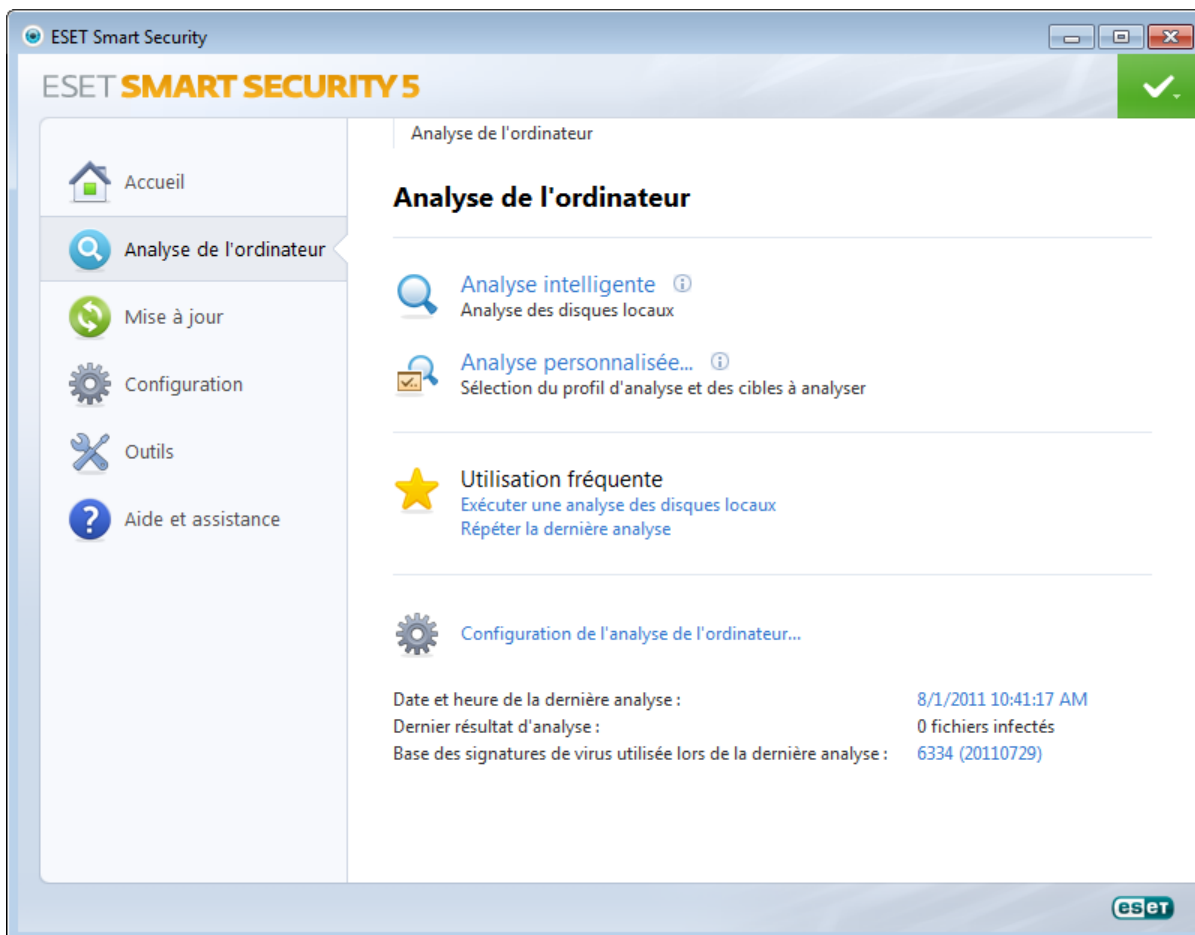 ESET Smart Security
ESET SMART SECURITY 5
Accueil
Analyse de l'ordinateur
Mise à jour
Configuration
Outils
Aide et assistance
Analyse de l'ordinateur
Analyse de l'ordinateur
Analyse intelligente
Analyse des disques locaux
Analyse personnalisée...
Sélection du profil d'analyse et des cibles à analyser
Utilisation fréquente
Exécuter une analyse des disques locaux
Répéter la dernière analyse
Configuration de l'analyse de l'ordinateur...
Date et heure de la dernière analyse : 8/1/2011 10:41:17 AM
Dernier résultat d'analyse : 0 fichiers infectés
Base des signatures de virus utilisée lors de la dernière analyse : 6334 (20110729)
eset